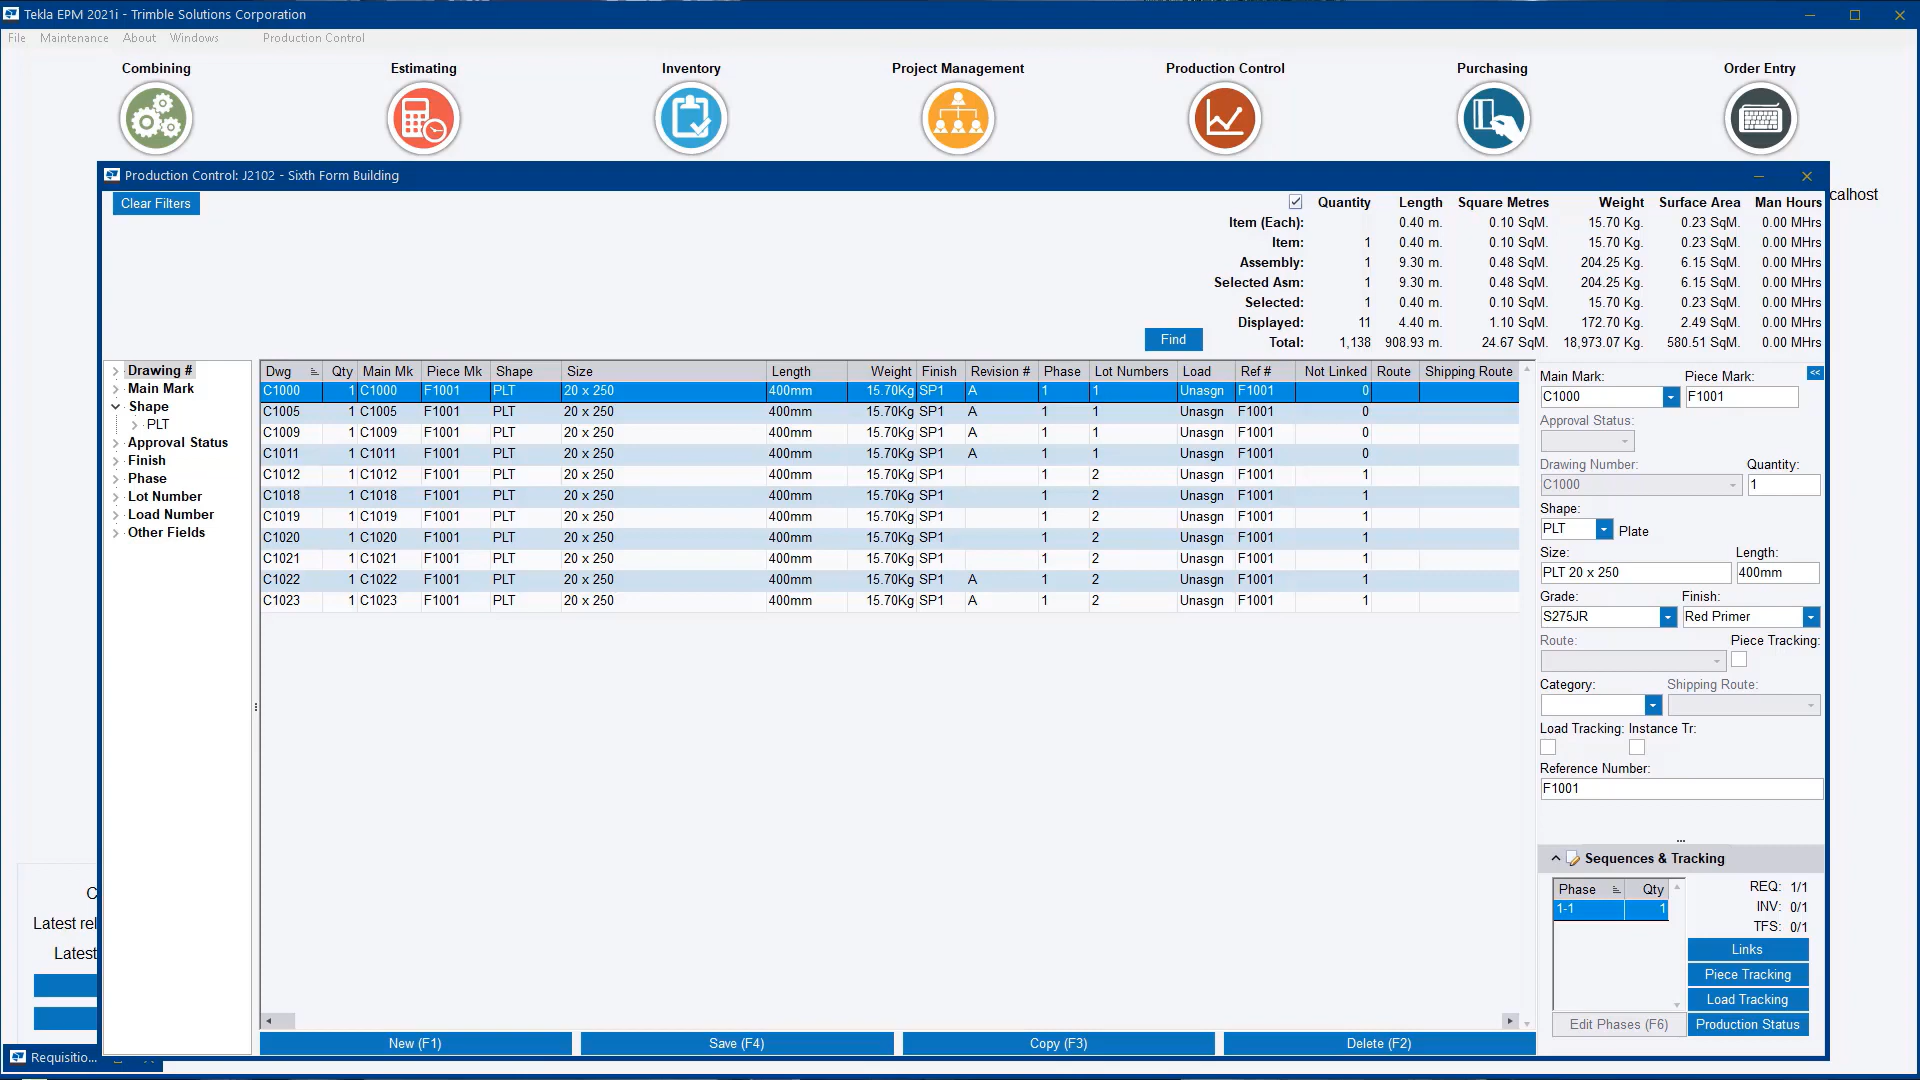 Tekla EPM 2021i - Trimble Solutions Corporation
File Maintenance About Windows Production Control
Combining Estimating Inventory Project Management Production Control Purchasing Order Entry
Production Control: J2102 - Sixth Form Building
calhost
Clear Filters
Quantity Length Square Metres Weight Surface Area Man Hours
Item (Each): 0.40 m. 0.10 SqM. 15.70 Kg. 0.23 SqM. 0.00 MHrs
Item: 1 0.40 m. 0.10 SqM. 15.70 Kg. 0.23 SqM. 0.00 MHrs
Assembly: 1 9.30 m. 0.48 SqM. 204.25 Kg. 6.15 SqM. 0.00 MHrs
Selected Asm: 1 9.30 m. 0.48 SqM. 204.25 Kg. 6.15 SqM. 0.00 MHrs
Selected: 1 0.40 m. 0.10 SqM. 15.70 Kg. 0.23 SqM. 0.00 MHrs
Displayed: 11 4.40 m. 1.10 SqM. 172.70 Kg. 2.49 SqM. 0.00 MHrs
Find
Total: 1,138 908.93 m. 24.67 SqM. 18,973.07 Kg. 580.51 SqM. 0.00 MHrs
Drawing #
Main Mark
Shape
PLT
Approval Status
Finish
Phase
Lot Number
Load Number
Other Fields
Dwg Qty Main Mk Piece Mk Shape Size Length Weight Finish Revision # Phase Lot Numbers Load Ref # Not Linked Route Shipping Route
C1000 1 C1000 F1001 PLT 20 x 250 400mm 15.70Kg SP1 A 1 1 Unasgn F1001 0
C1005 1 C1005 F1001 PLT 20 x 250 400mm 15.70Kg SP1 A 1 1 Unasgn F1001 0
C1009 1 C1009 F1001 PLT 20 x 250 400mm 15.70Kg SP1 A 1 1 Unasgn F1001 0
C1011 1 C1011 F1001 PLT 20 x 250 400mm 15.70Kg SP1 A 1 1 Unasgn F1001 0
C1012 1 C1012 F1001 PLT 20 x 250 400mm 15.70Kg SP1 1 2 Unasgn F1001 1
C1018 1 C1018 F1001 PLT 20 x 250 400mm 15.70Kg SP1 1 2 Unasgn F1001 1
C1019 1 C1019 F1001 PLT 20 x 250 400mm 15.70Kg SP1 1 2 Unasgn F1001 1
C1020 1 C1020 F1001 PLT 20 x 250 400mm 15.70Kg SP1 1 2 Unasgn F1001 1
C1021 1 C1021 F1001 PLT 20 x 250 400mm 15.70Kg SP1 1 2 Unasgn F1001 1
C1022 1 C1022 F1001 PLT 20 x 250 400mm 15.70Kg SP1 A 1 2 Unasgn F1001 1
C1023 1 C1023 F1001 PLT 20 x 250 400mm 15.70Kg SP1 A 1 2 Unasgn F1001 1
<<
Main Mark: Piece Mark:
C1000 F1001
Approval Status:
Drawing Number: Quantity:
C1000 1
Shape:
PLT Plate
Size: Length:
PLT 20 x 250 400mm
Grade: Finish:
S275JR Red Primer
Route: Piece Tracking:
Category: Shipping Route:
Load Tracking: Instance Tr:
Reference Number:
F1001
...
Sequences & Tracking
Phase Qty
1-1 1
REQ: 1/1
INV: 0/1
TFS: 0/1
Links
Piece Tracking
Load Tracking
Edit Phases (F6) Production Status
C
Latest rel
Latest
New (F1) Save (F4) Copy (F3) Delete (F2)
Requisitio...